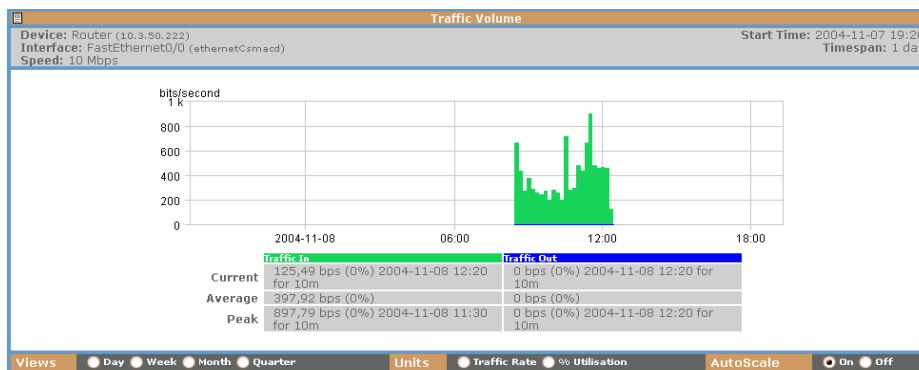 Traffic Volume
Device: Router (10.3.50.222) Start Time: 2004-11-07 19:20
Interface: FastEthernet0/0 (ethernetCsmacd) Timespan: 1 day
Speed: 10 Mbps
bits/second
1 k
800
600
400
200
0
2004-11-08 06:00 12:00 18:00
Traffic In Traffic Out
Current 125,49 bps (0%) 2004-11-08 12:20 for 10m 0 bps (0%) 2004-11-08 12:20 for 10m
Average 397,92 bps (0%) 0 bps (0%)
Peak 897,79 bps (0%) 2004-11-08 11:30 for 10m 0 bps (0%) 2004-11-08 12:20 for 10m
Views Day Week Month Quarter Units Traffic Rate % Utilisation AutoScale On Off